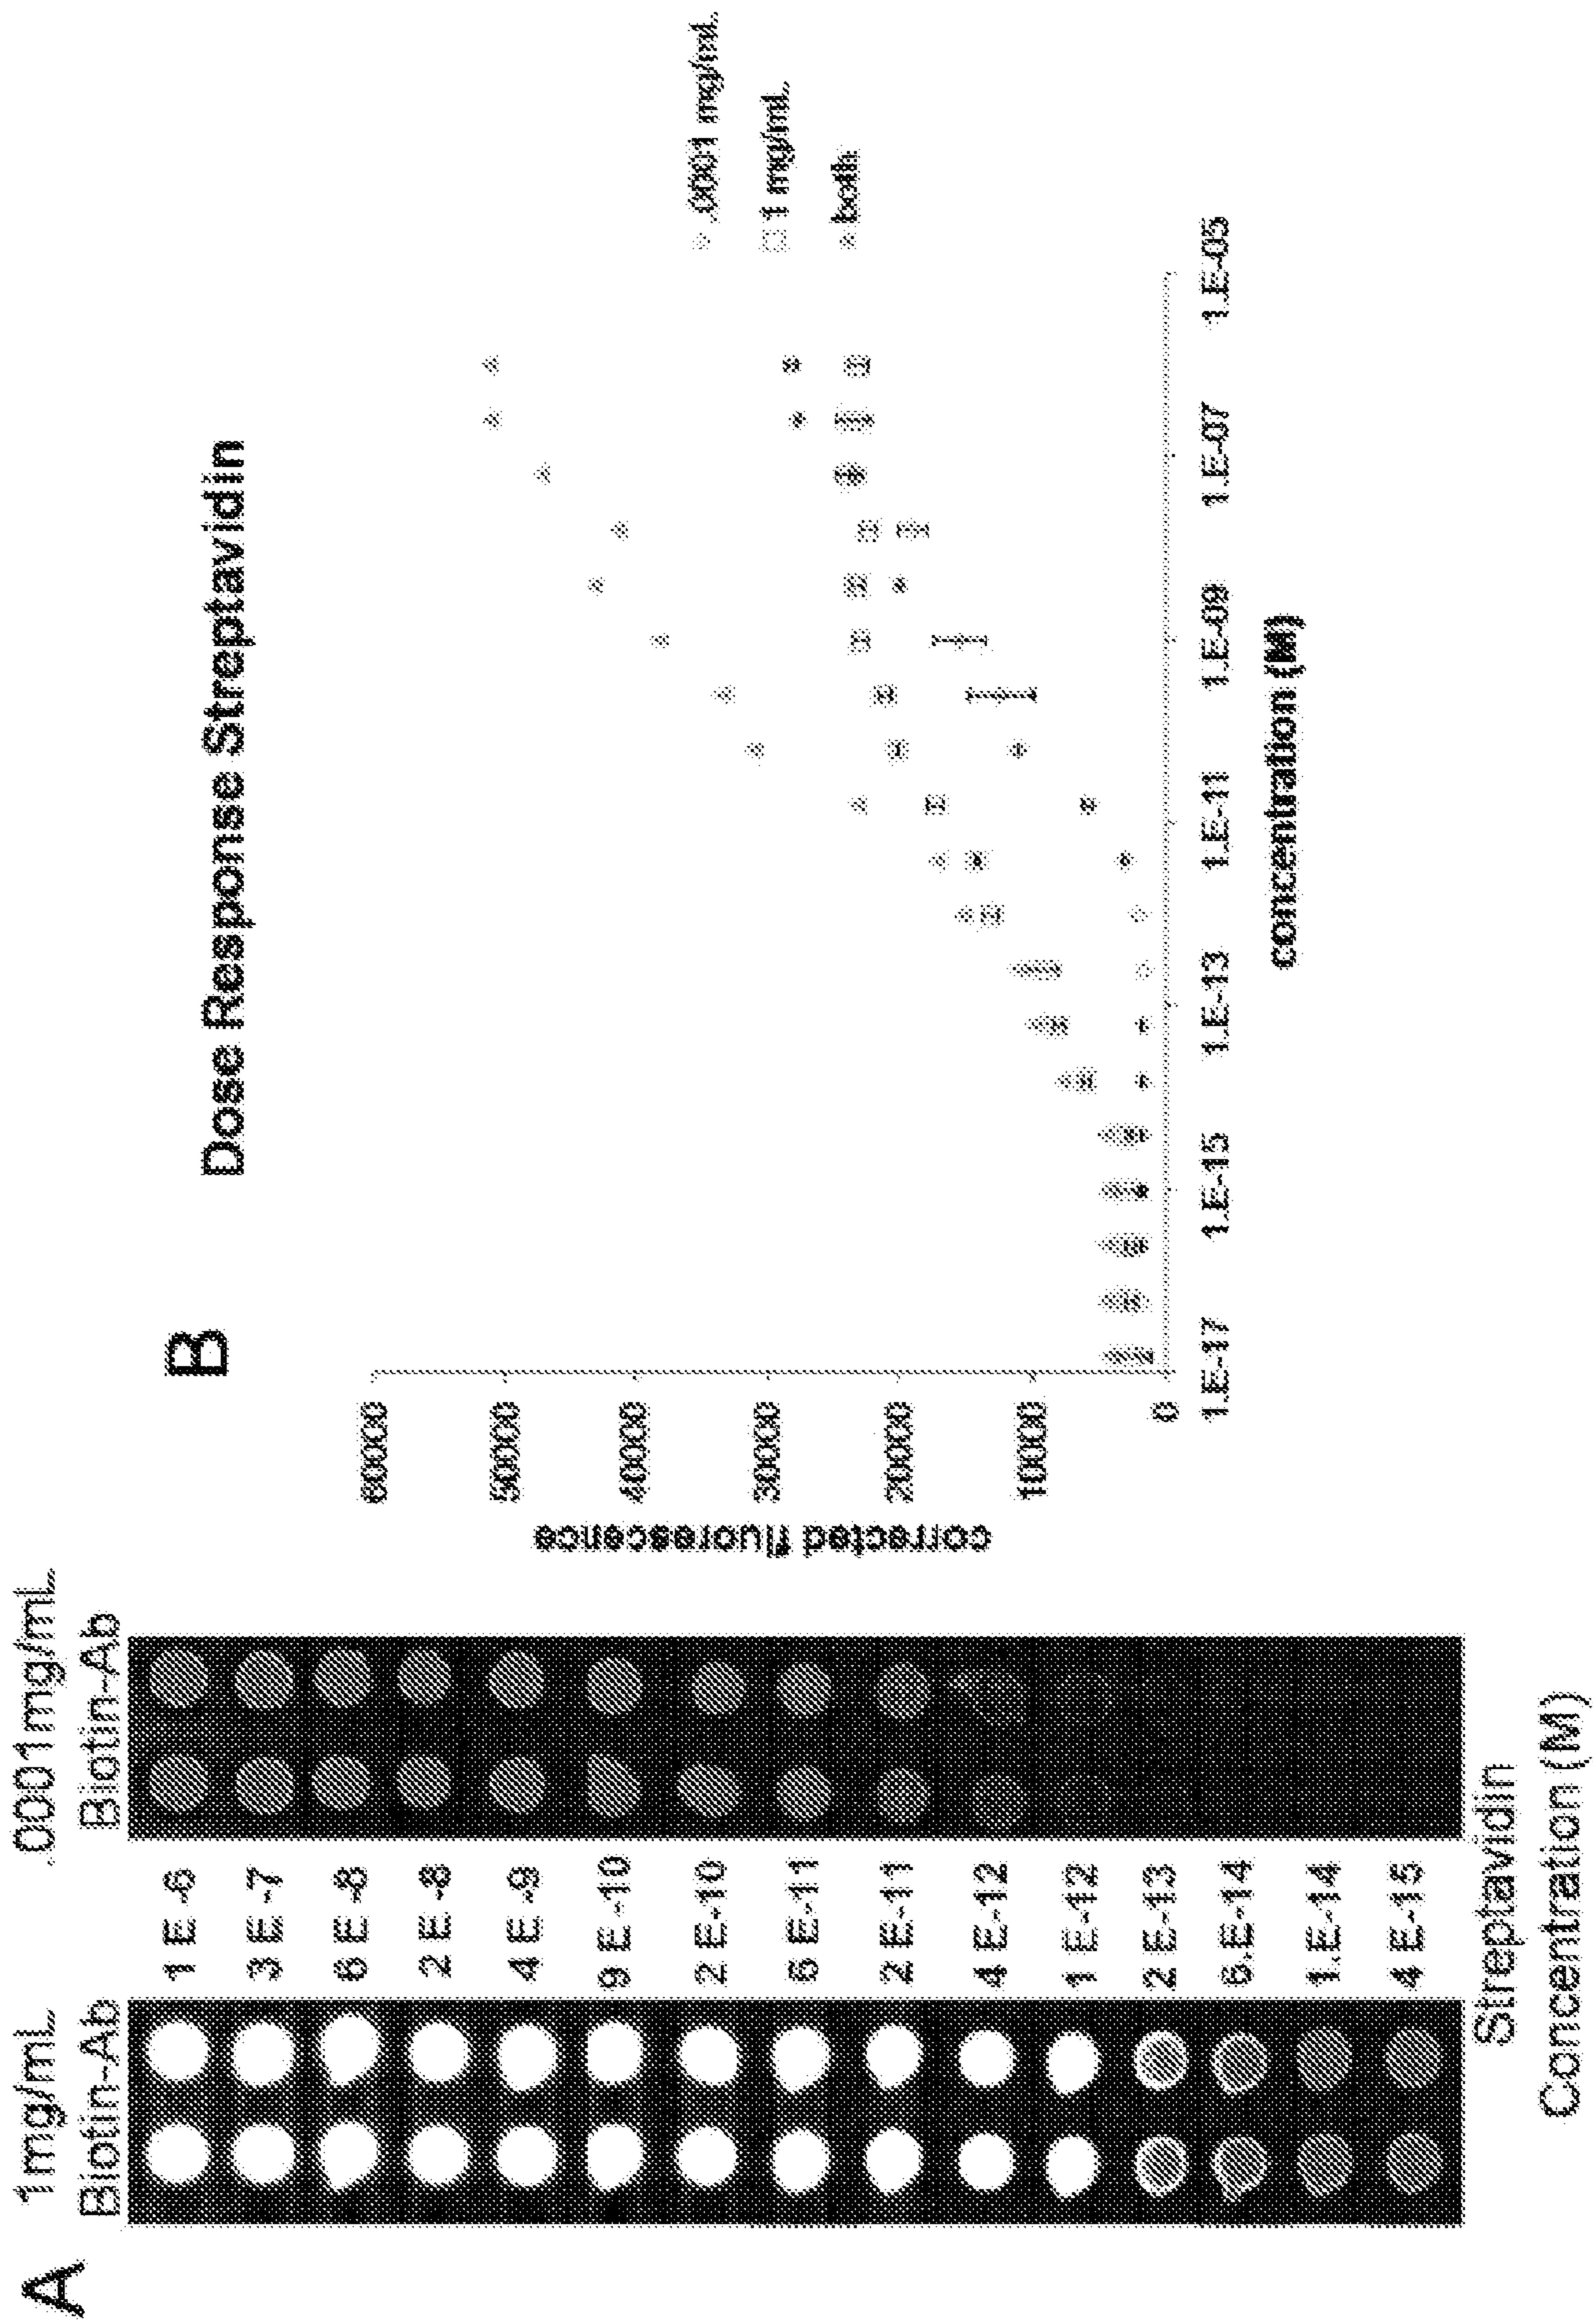 A
1mg/mL
Biotin-Ab
.0001mg/mL
Biotin-Ab
1 E -6
3 E -7
6 E -8
2 E -8
4 E -9
9 E -10
2 E-10
6 E-11
2 E-11
4 E-12
1 E-12
2 E-13
6.E-14
1.E-14
4 E-15
Streptavidin
Concentration (M)
B
Dose Response Streptavidin
corrected fluorescence
60000
50000
40000
30000
20000
10000
0
1.E-17
1.E-15
1.E-13
1.E-11
1.E-09
1.E-07
1.E-05
concentration (M)
.0001 mg/mL
1 mg/mL
both